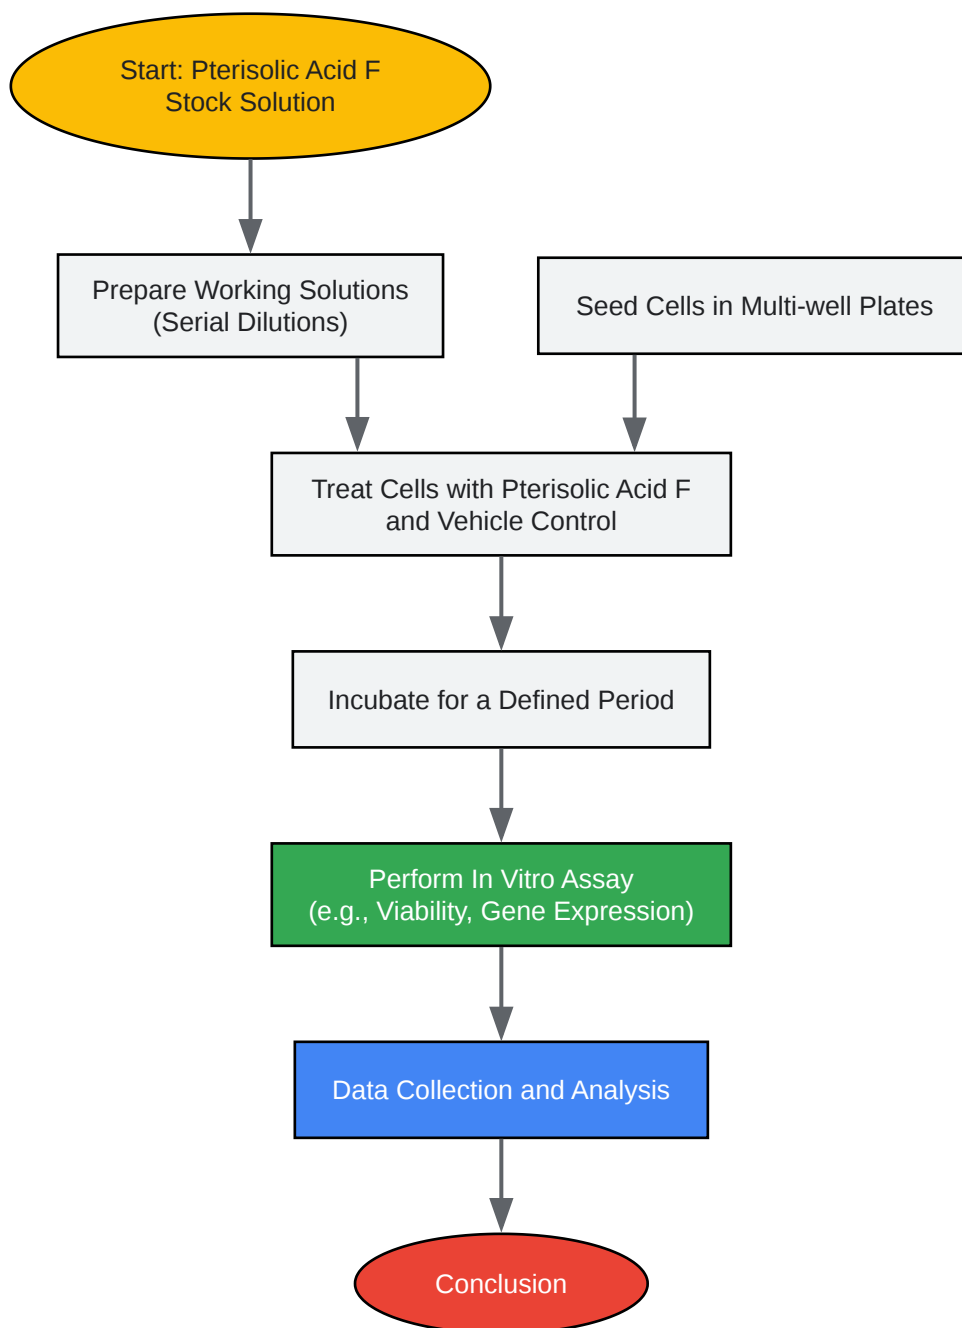 Start: Pterisolic Acid F
Stock Solution
Prepare Working Solutions
(Serial Dilutions)
Seed Cells in Multi-well Plates
Treat Cells with Pterisolic Acid F
and Vehicle Control
Incubate for a Defined Period
Perform In Vitro Assay
(e.g., Viability, Gene Expression)
Data Collection and Analysis
Conclusion